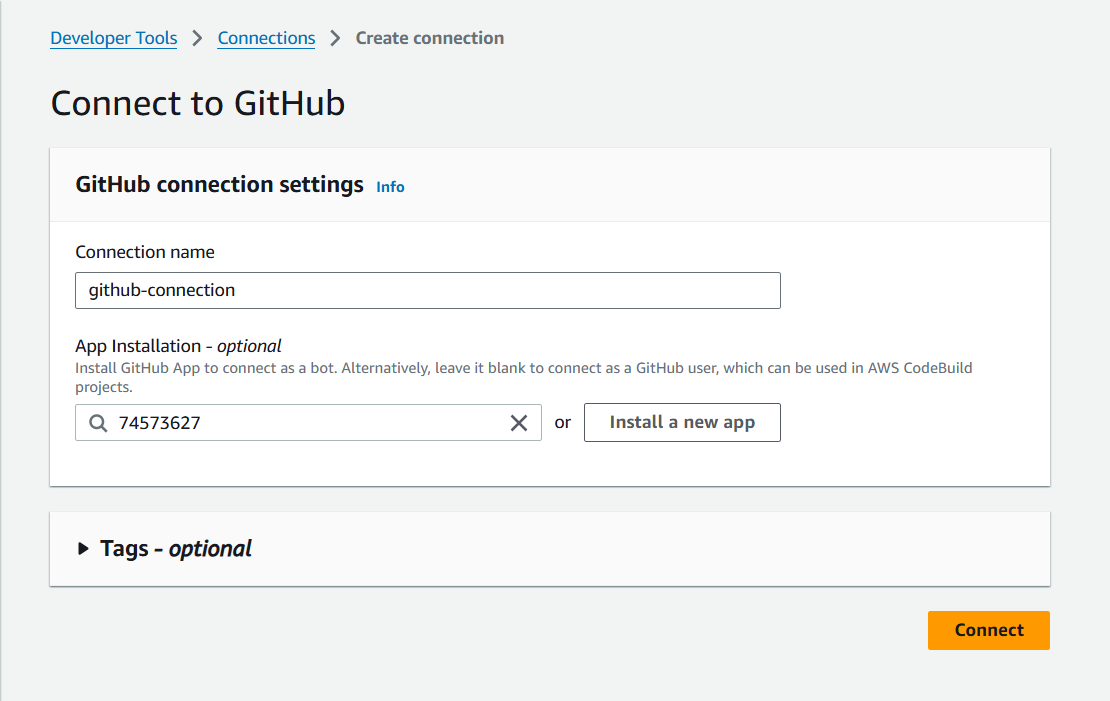 Developer Tools > Connections > Create connection
Connect to GitHub
GitHub connection settings Info
Connection name
github-connection
App Installation - optional
Install GitHub App to connect as a bot. Alternatively, leave it blank to connect as a GitHub user, which can be used in AWS CodeBuild
projects.
74573627 or Install a new app
Tags - optional
Connect